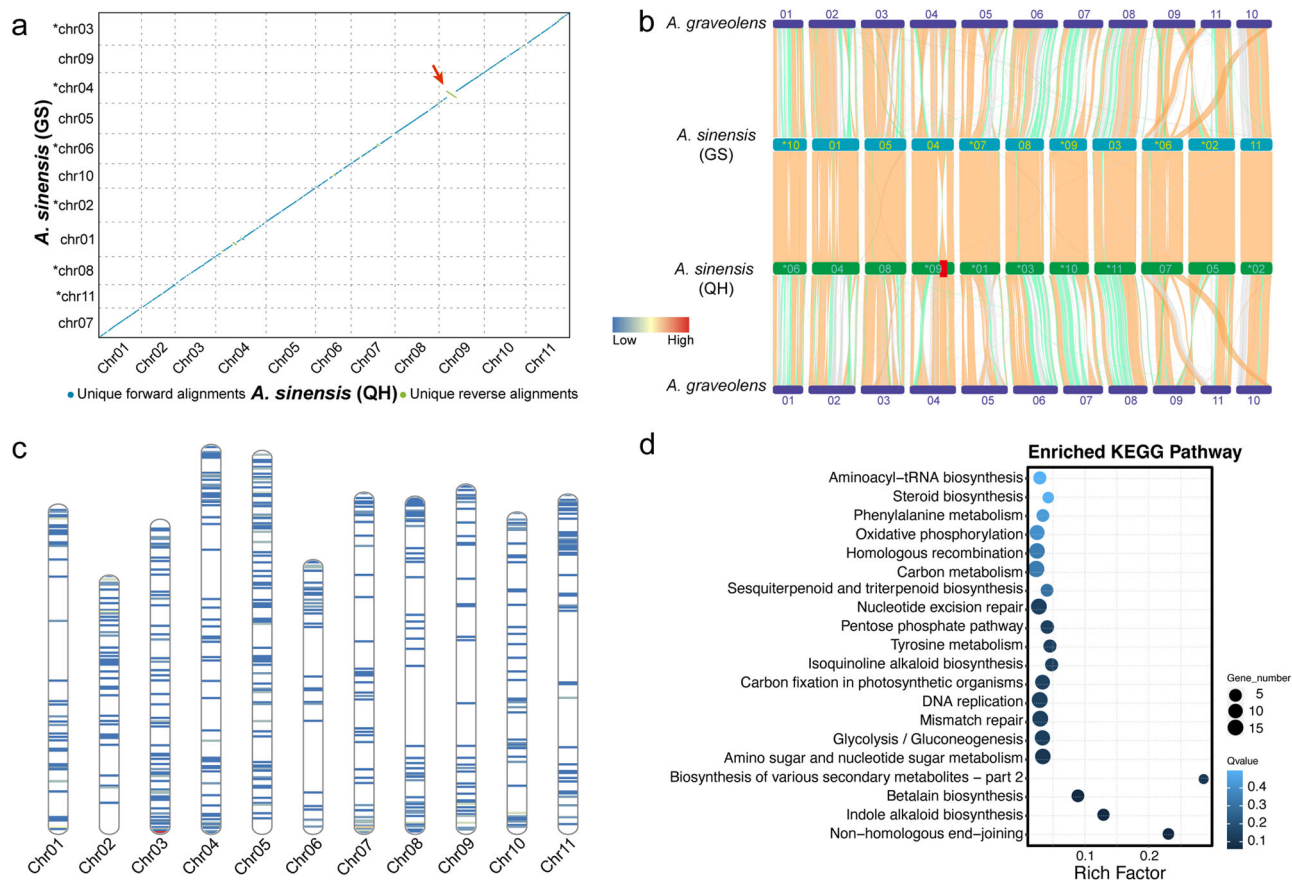 a
*chr03
chr09
*chr04
chr05
*chr06
chr10
*chr02
chr01
*chr08
*chr11
chr07
A. sinensis (GS)
Chr01 Chr02 Chr03 Chr04 Chr05 Chr06 Chr07 Chr08 Chr09 Chr10 Chr11
Unique forward alignments A. sinensis (QH) Unique reverse alignments
b
01 02 03 04 05 06 07 08 09 11 10
A. graveolens
A. sinensis
(GS)
*10 01 05 04 *07 08 *09 03 *06 *02 11
A. sinensis
(QH)
*06 04 08 *09 *01 *03 *10 *11 07 05 *02
A. graveolens
01 02 03 04 05 06 07 08 09 11 10
Low High
c
Chr01 Chr02 Chr03 Chr04 Chr05 Chr06 Chr07 Chr08 Chr09 Chr10 Chr11
d
Enriched KEGG Pathway
Aminoacyl−tRNA biosynthesis
Steroid biosynthesis
Phenylalanine metabolism
Oxidative phosphorylation
Homologous recombination
Carbon metabolism
Sesquiterpenoid and triterpenoid biosynthesis
Nucleotide excision repair
Pentose phosphate pathway
Tyrosine metabolism
Isoquinoline alkaloid biosynthesis
Carbon fixation in photosynthetic organisms
DNA replication
Mismatch repair
Glycolysis / Gluconeogenesis
Amino sugar and nucleotide sugar metabolism
Biosynthesis of various secondary metabolites − part 2
Betalain biosynthesis
Indole alkaloid biosynthesis
Non−homologous end−joining
0.1 0.2
Rich Factor
Gene_number
5
10
15
Qvalue
0.4
0.3
0.2
0.1